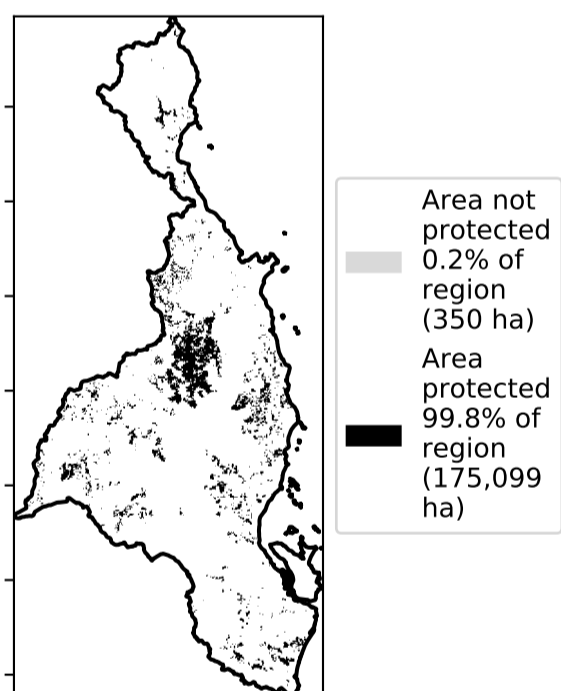 Area not
protected
0.2% of
region
(350 ha)
Area
protected
99.8% of
region
(175,099
ha)